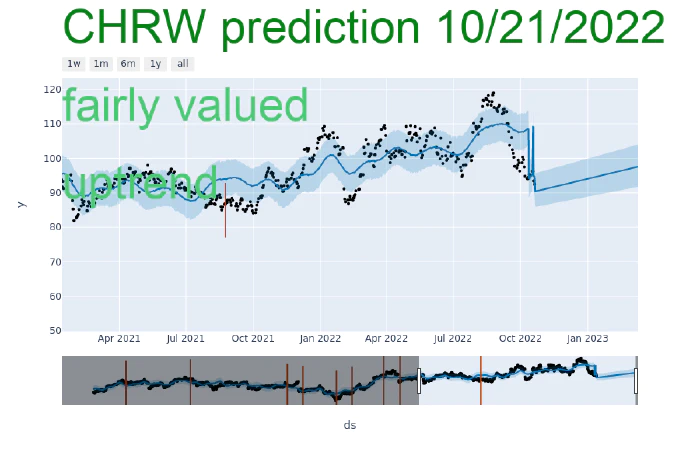 CHRW prediction 10/21/2022
1w 1m 6m 1y all
fairly valued
uptrend
120
110
100
90
80
70
60
50
y
Apr 2021 Jul 2021 Oct 2021 Jan 2022 Apr 2022 Jul 2022 Oct 2022 Jan 2023
ds